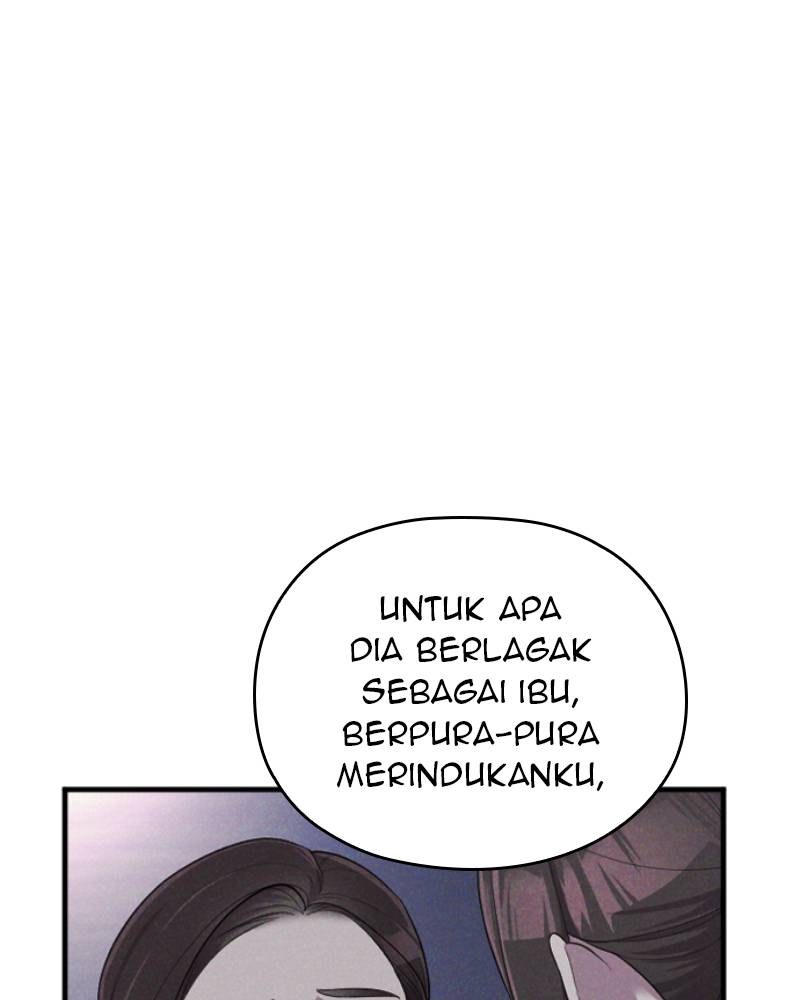 UNTUK APA
DIA BERLAGAK
SEBAGAI IBU,
BERPURA-PURA
MERINDUKANKU,